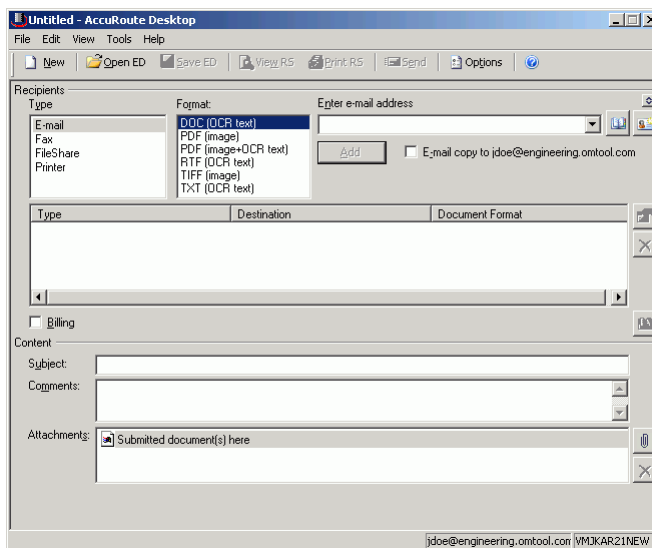 Untitled - AccuRoute Desktop
File Edit View Tools Help
New Open ED Save ED View RS Print RS Send Options
Recipients
Type Format: Enter e-mail address
E-mail
Fax
FileShare
Printer
DOC (OCR text)
PDF (image)
PDF (image+OCR text)
RTF (OCR text)
TIFF (image)
TXT (OCR text)
Add E-mail copy to jdoe@engineering.omtool.com
Type Destination Document Format
Billing
Content
Subject:
Comments:
Attachments: Submitted document(s) here
jdoe@engineering.omtool.com VMJKAR21NEW